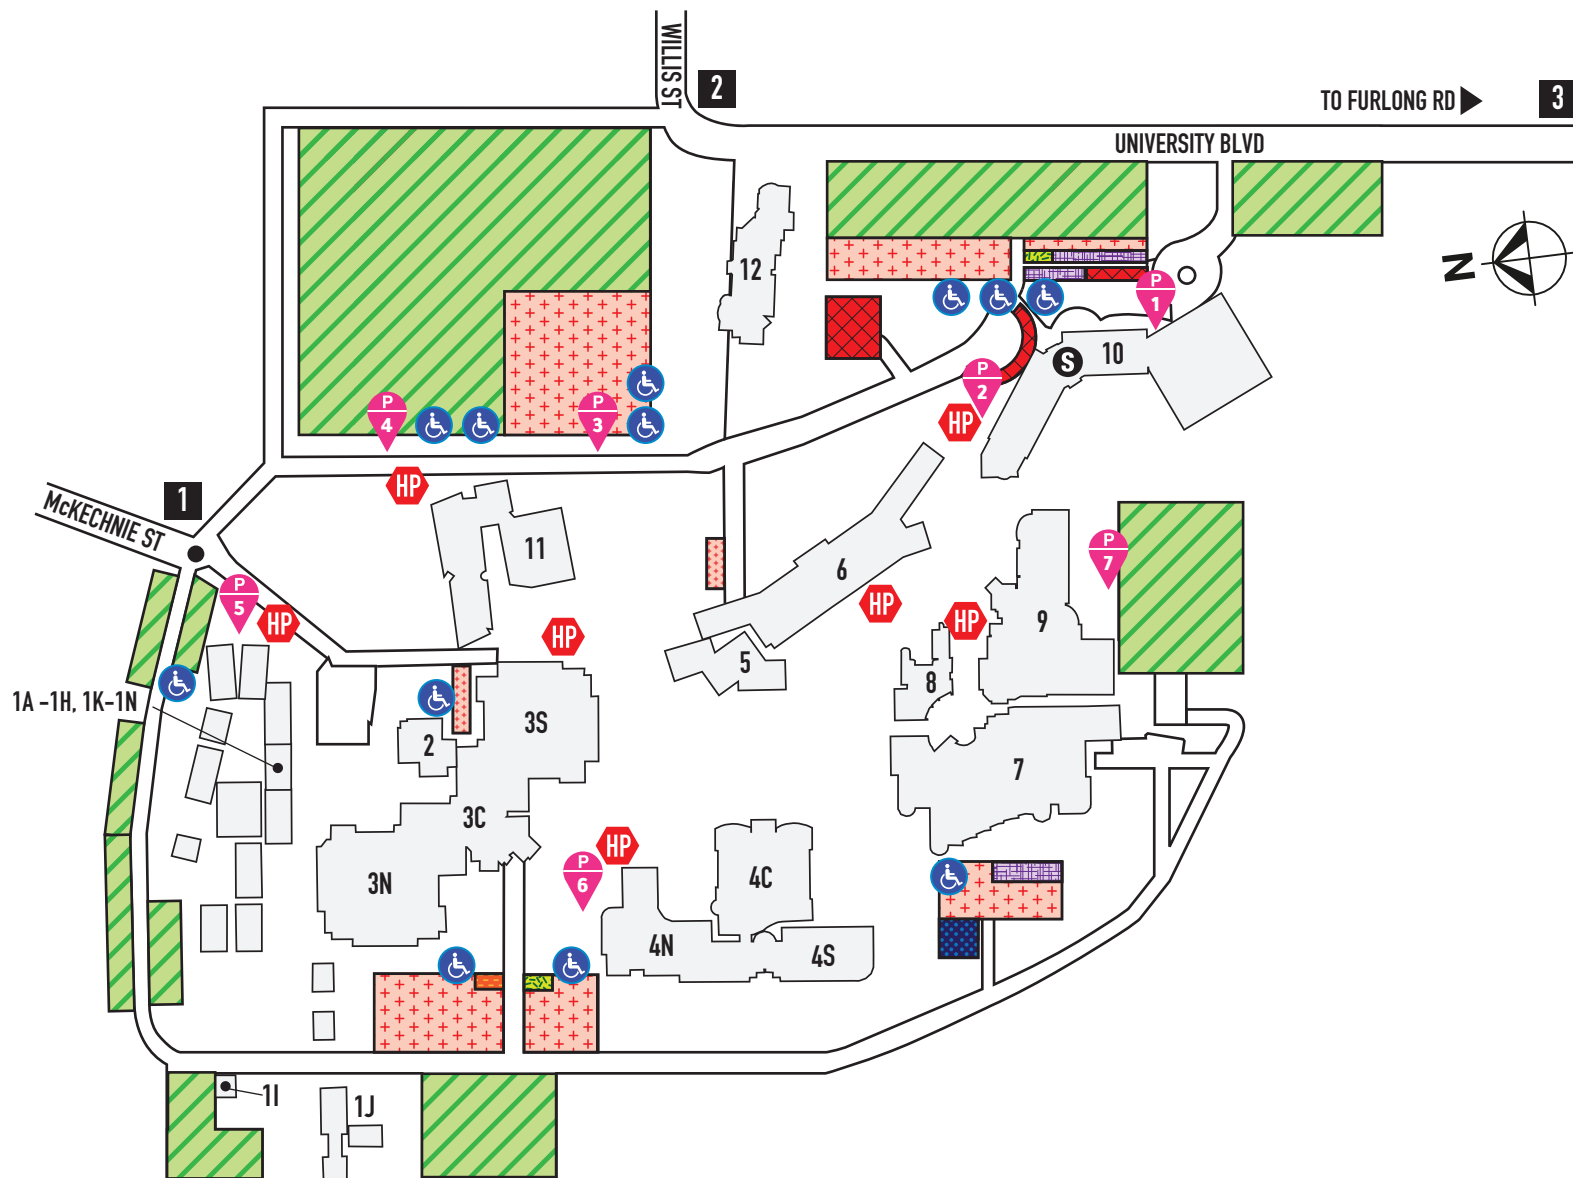 WILLIS ST
2
TO FURLONG RD
3
UNIVERSITY BLVD
12
N
P
1
S
10
P
2
HP
P
4
P
3
HP
McKECHNIE ST
1
11
6
P
7
P
5
HP
HP
HP
HP
9
5
8
1A -1H, 1K-1N
2
3S
7
3C
HP
P
6
3N
4C
4N
4S
1I
1J